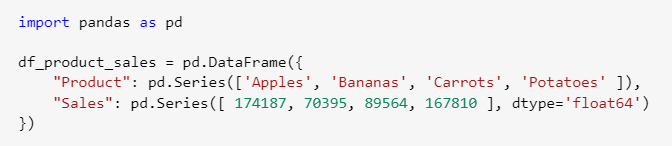 import pandas as pd
df_product_sales = pd.DataFrame({
    "Product": pd.Series(['Apples', 'Bananas', 'Carrots', 'Potatoes' ]),
    "Sales": pd.Series([ 174187, 70395, 89564, 167810 ], dtype='float64')
})